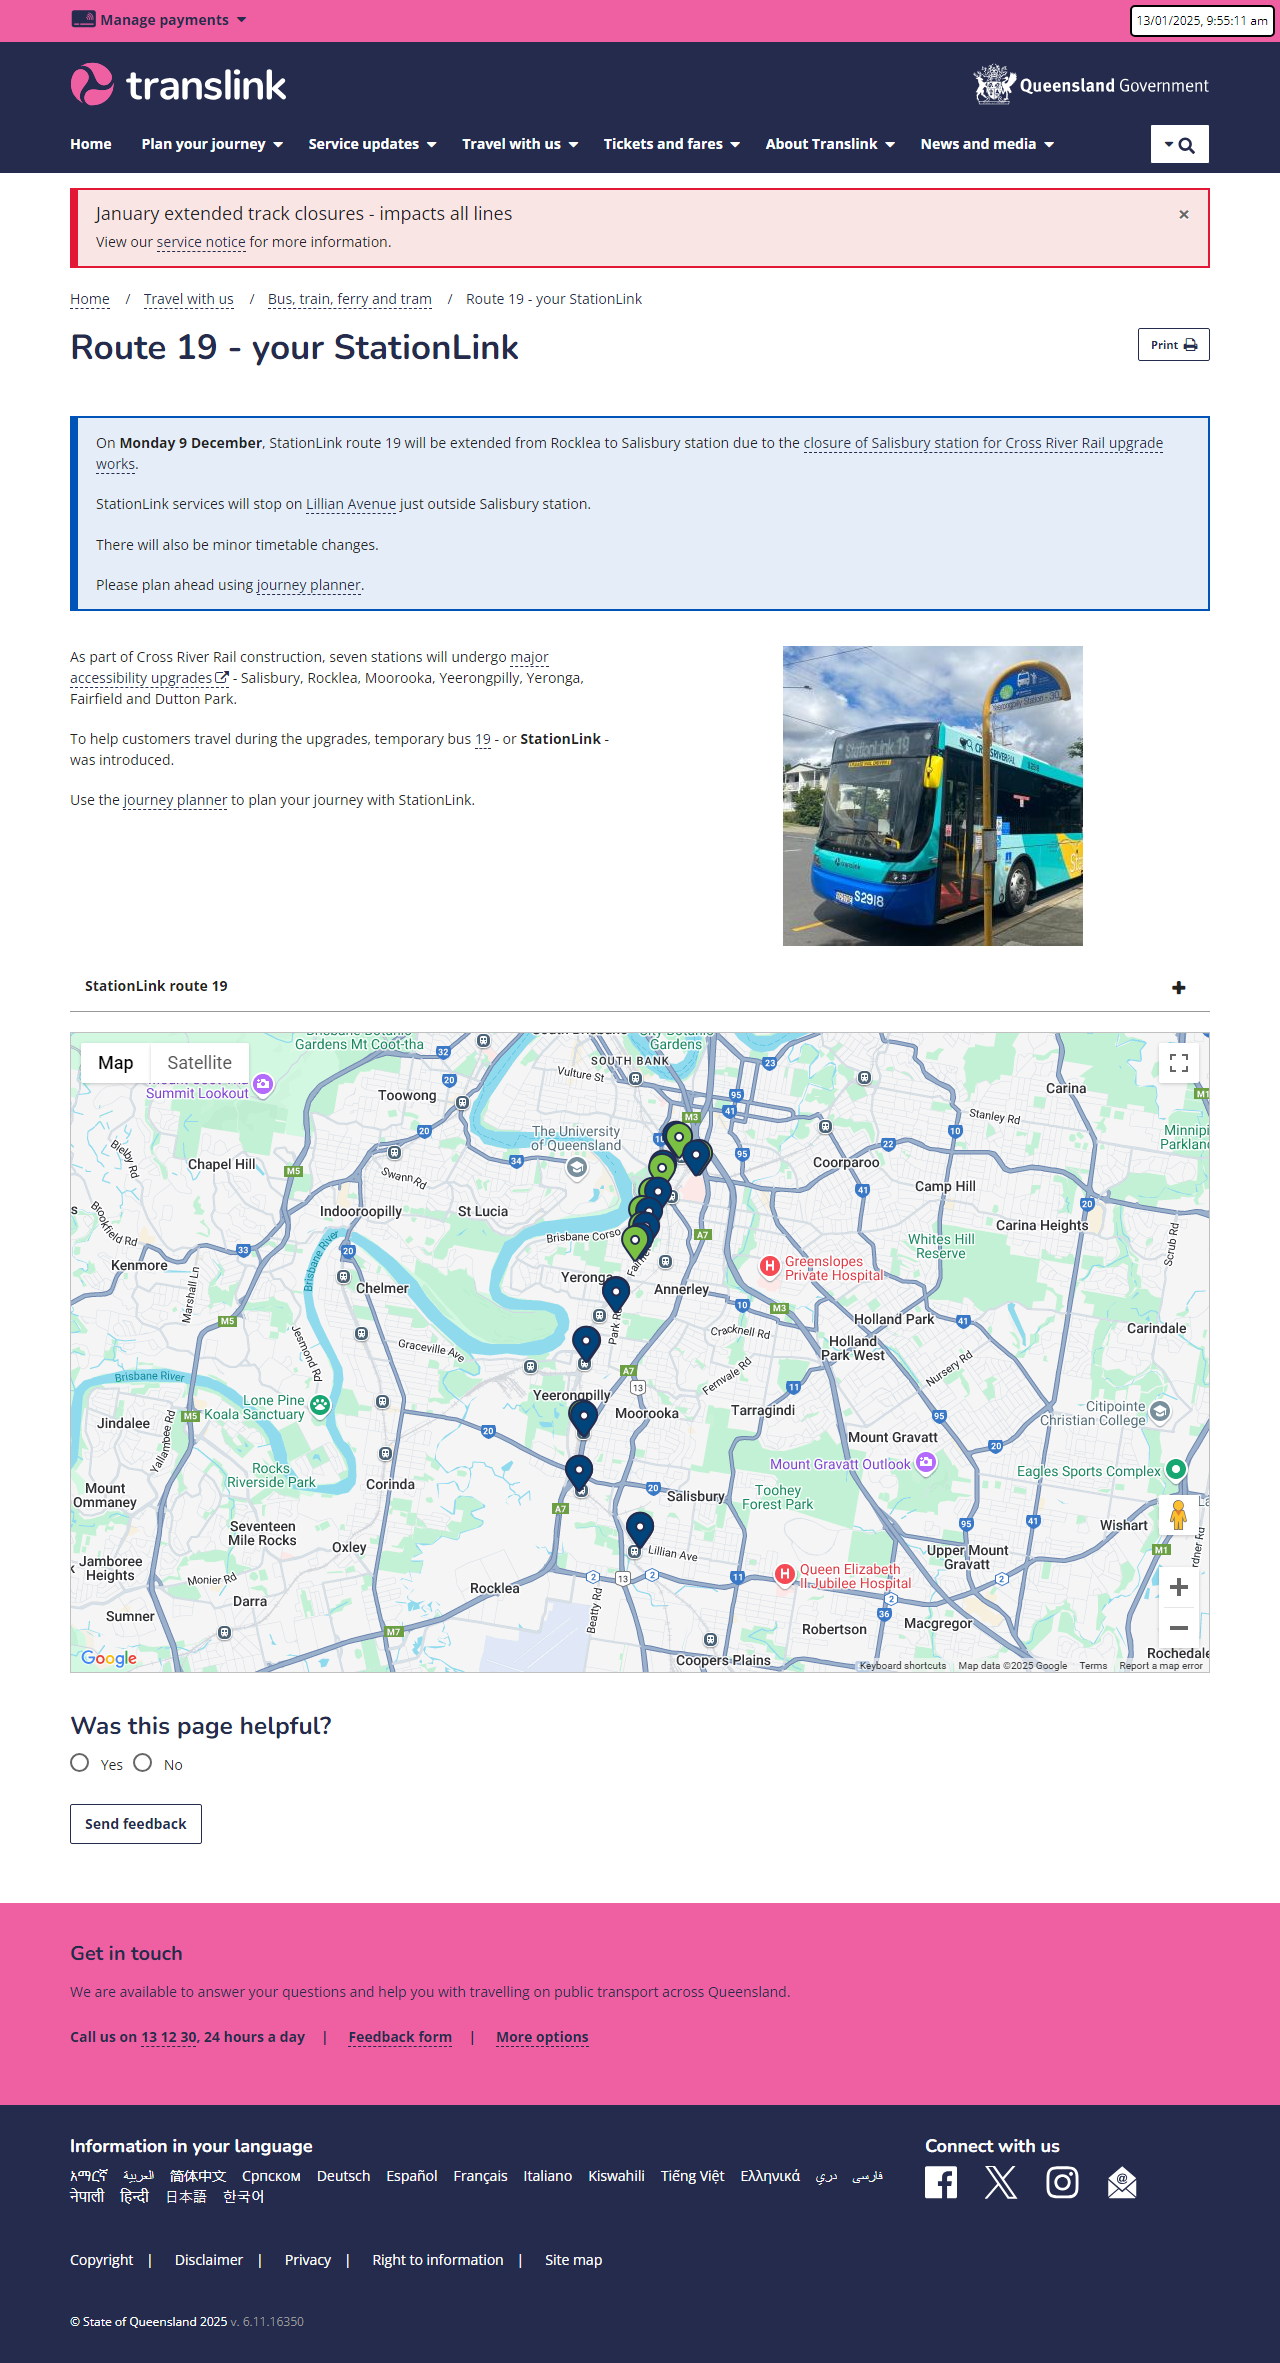 Manage payments
13/01/2025, 9:55:11 am
translink
Queensland Government
Home Plan your journey Service updates Travel with us Tickets and fares About Translink News and media
January extended track closures - impacts all lines
×
View our service notice for more information.
Home / Travel with us / Bus, train, ferry and tram / Route 19 - your StationLink
Route 19 - your StationLink
Print
On Monday 9 December, StationLink route 19 will be extended from Rocklea to Salisbury station due to the closure of Salisbury station for Cross River Rail upgrade
works.
StationLink services will stop on Lillian Avenue just outside Salisbury station.
There will also be minor timetable changes.
Please plan ahead using journey planner.
As part of Cross River Rail construction, seven stations will undergo major
accessibility upgrades - Salisbury, Rocklea, Moorooka, Yeerongpilly, Yeronga,
Fairfield and Dutton Park.
To help customers travel during the upgrades, temporary bus 19 - or StationLink -
was introduced.
Use the journey planner to plan your journey with StationLink.
StationLink 19
translink
S2918
StationLink route 19
Map Satellite
Gardens Mt Coot-tha
Summit Lookout
Toowong
SOUTH BANK
Gardens
Vulture St
Carina
Stanley Rd
The University
of Queensland
Minnipi
Parkland
Bielby Rd
Chapel Hill
Swann Rd
Coorparoo
Camp Hill
Indooroopilly
St Lucia
Brookfield Rd
Brisbane River
Brisbane Corso
Carina Heights
Whites Hill
Reserve
Scrub Rd
Kenmore
Marshall Ln
Chelmer
Yeronga
Annerley
Greenslopes
Private Hospital
Park Rd
Holland Park
Jesmond Rd
Graceville Ave
Cracknell Rd
Holland
Park West
Carindale
Brisbane River
Fernvale Rd
Nursery Rd
Lone Pine
Koala Sanctuary
Yeerongpilly
Moorooka
Tarragindi
Citipointe
Christian College
Jindalee
Yallambee Rd
Mount Gravatt
Rocks
Riverside Park
Mount Gravatt Outlook
Eagles Sports Complex
Mount
Ommaney
Corinda
Salisbury
Toohey
Forest Park
Seventeen
Mile Rocks
Wishart
Oxley
Lillian Ave
Upper Mount
Gravatt
Jamboree
Heights
Monier Rd
Rocklea
Queen Elizabeth
II Jubilee Hospital
Darra
Sumner
Beatty Rd
Robertson
Macgregor
Coopers Plains
Rochedale
Google
Keyboard shortcuts Map data ©2025 Google Terms Report a map error
Was this page helpful?
Yes No
Send feedback
Get in touch
We are available to answer your questions and help you with travelling on public transport across Queensland.
Call us on 13 12 30, 24 hours a day | Feedback form | More options
Information in your language
Connect with us
አማርኛ العربية 简体中文 Српском Deutsch Español Français Italiano Kiswahili Tiếng Việt Ελληνικά دري فارسی
नेपाली हिन्दी 日本語 한국어
Copyright | Disclaimer | Privacy | Right to information | Site map
© State of Queensland 2025 v. 6.11.16350